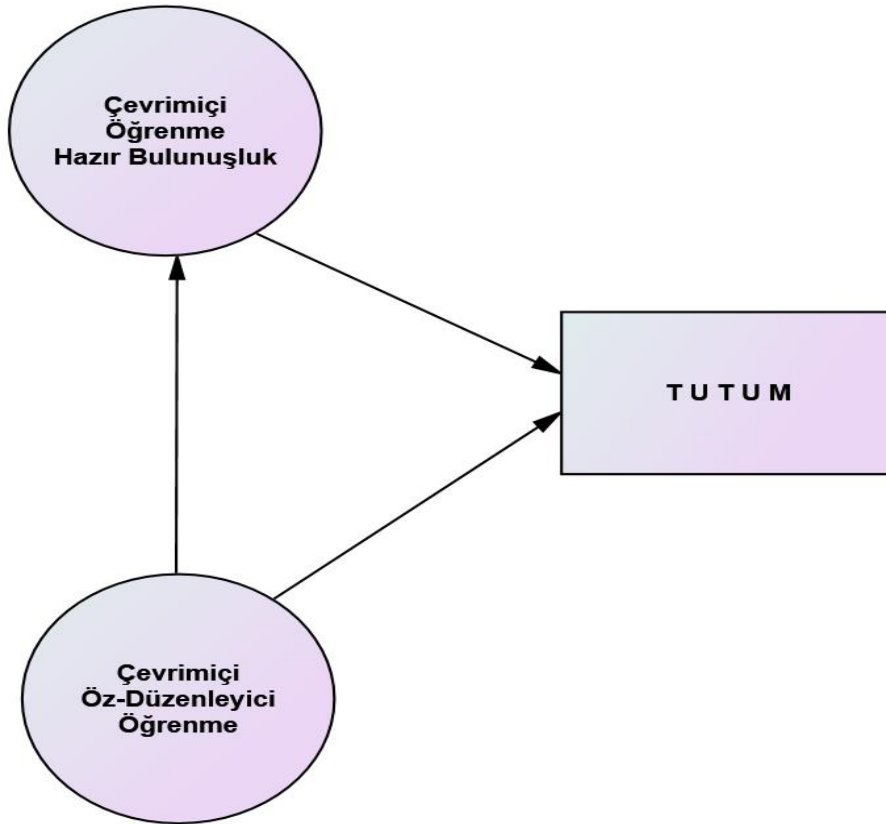 Çevrimiçi
Öğrenme
Hazır Bulunuşluk
T U T U M
Çevrimiçi
Öz-Düzenleyici
Öğrenme